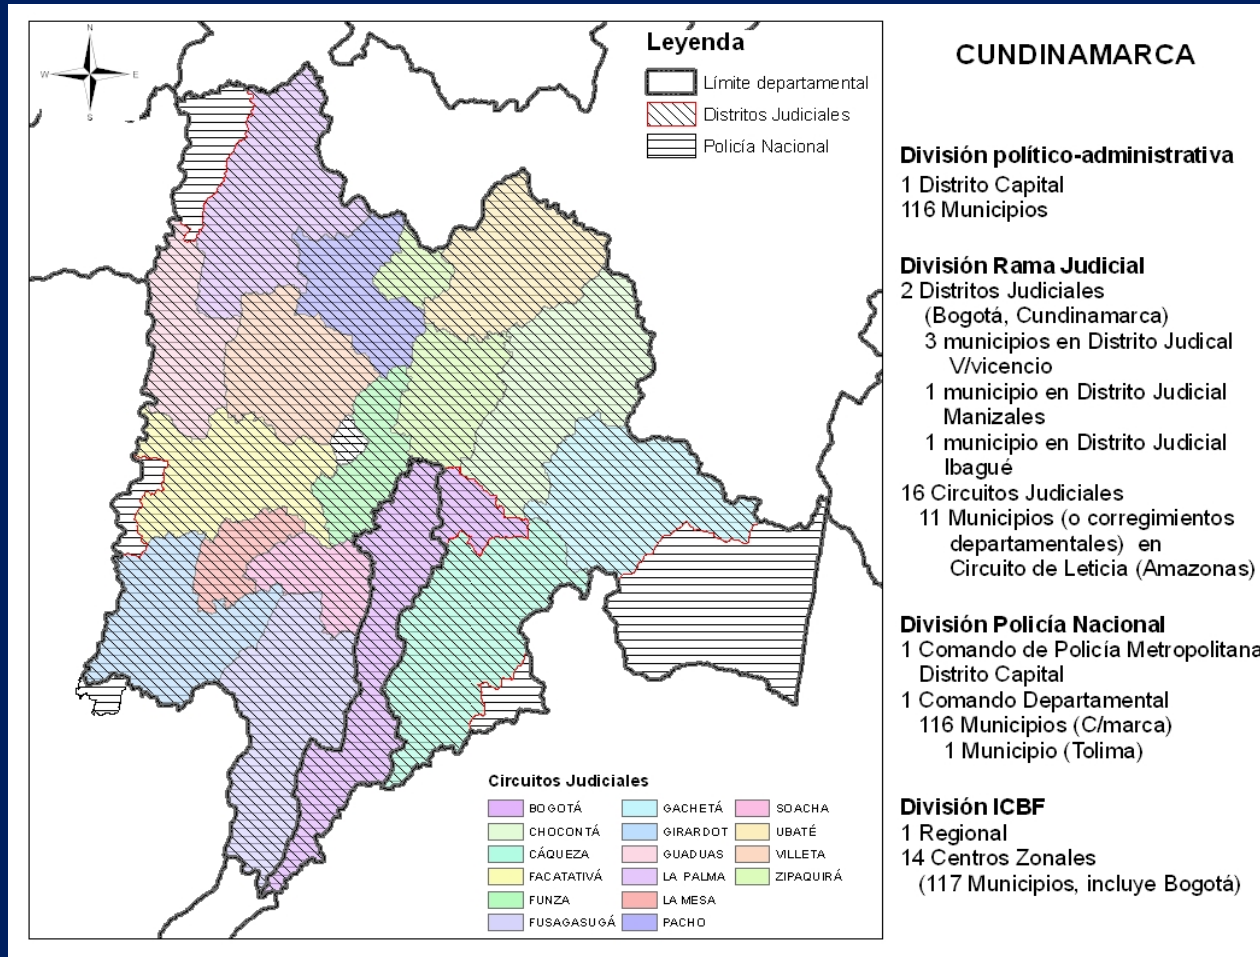 N
W
E
S
Leyenda
Límite departamental
Distritos Judiciales
Policía Nacional
Circuitos Judiciales
BOGOTÁ
CHOCONTÁ
CÁQUEZA
FACATATIVÁ
FUNZA
FUSAGASUGÁ
GACHETÁ
GIRARDOT
GUADUAS
LA PALMA
LA MESA
PACHO
SOACHA
UBATÉ
VILLETA
ZIPAQUIRÁ
CUNDINAMARCA
División político-administrativa
1 Distrito Capital
116 Municipios
División Rama Judicial
2 Distritos Judiciales
(Bogotá, Cundinamarca)
3 municipios en Distrito Judical
V/vicencio
1 municipio en Distrito Judicial
Manizales
1 municipio en Distrito Judicial
Ibagué
16 Circuitos Judiciales
11 Municipios (o corregimientos
departamentales) en
Circuito de Leticia (Amazonas)
División Policía Nacional
1 Comando de Policía Metropolitana
Distrito Capital
1 Comando Departamental
116 Municipios (C/marca)
1 Municipio (Tolima)
División ICBF
1 Regional
14 Centros Zonales
(117 Municipios, incluye Bogotá)